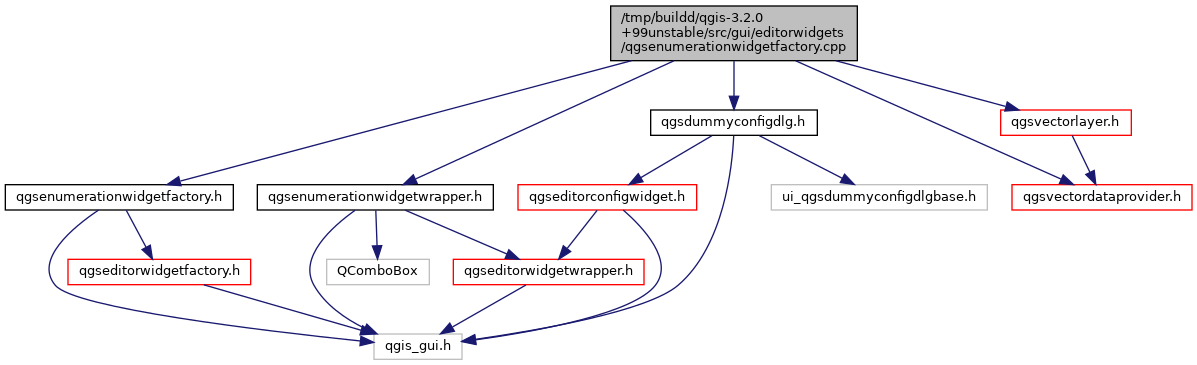 /tmp/buildd/qgis-3.2.0
+99unstable/src/gui/editorwidgets
/qgsenumerationwidgetfactory.cpp
qgsdummyconfigdlg.h
qgsvectorlayer.h
qgsenumerationwidgetfactory.h
qgsenumerationwidgetwrapper.h
qgseditorconfigwidget.h
ui_qgsdummyconfigdlgbase.h
qgsvectordataprovider.h
qgseditorwidgetfactory.h
QComboBox
qgseditorwidgetwrapper.h
qgis_gui.h